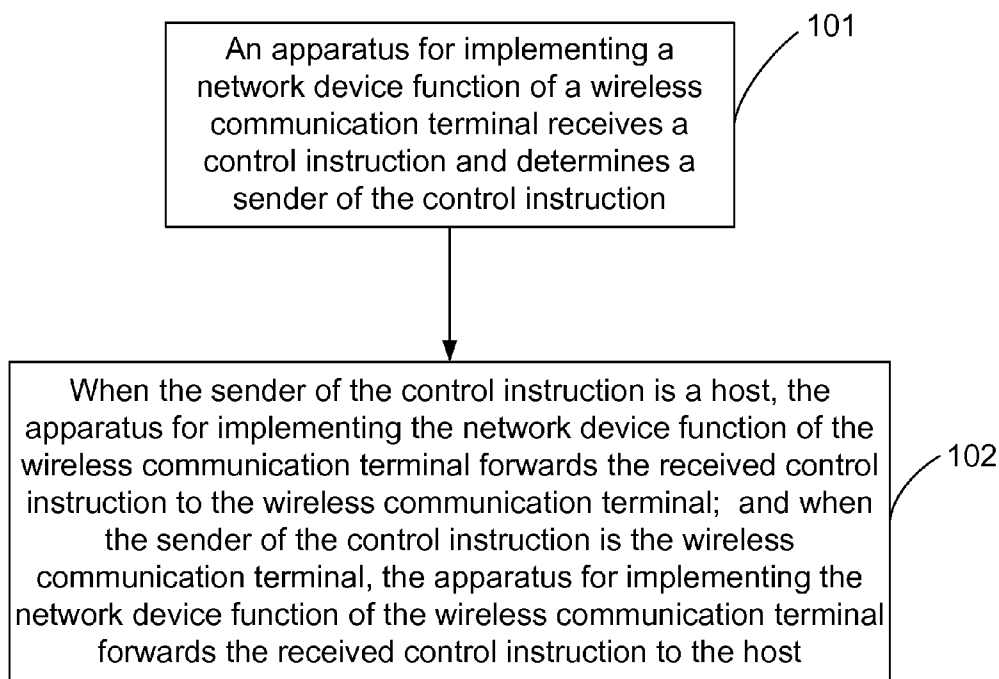 101
An apparatus for implementing a
network device function of a wireless
communication terminal receives a
control instruction and determines a
sender of the control instruction
When the sender of the control instruction is a host, the
apparatus for implementing the network device function of the
wireless communication terminal forwards the received control
instruction to the wireless communication terminal; and when
the sender of the control instruction is the wireless
communication terminal, the apparatus for implementing the
network device function of the wireless communication terminal
forwards the received control instruction to the host
102